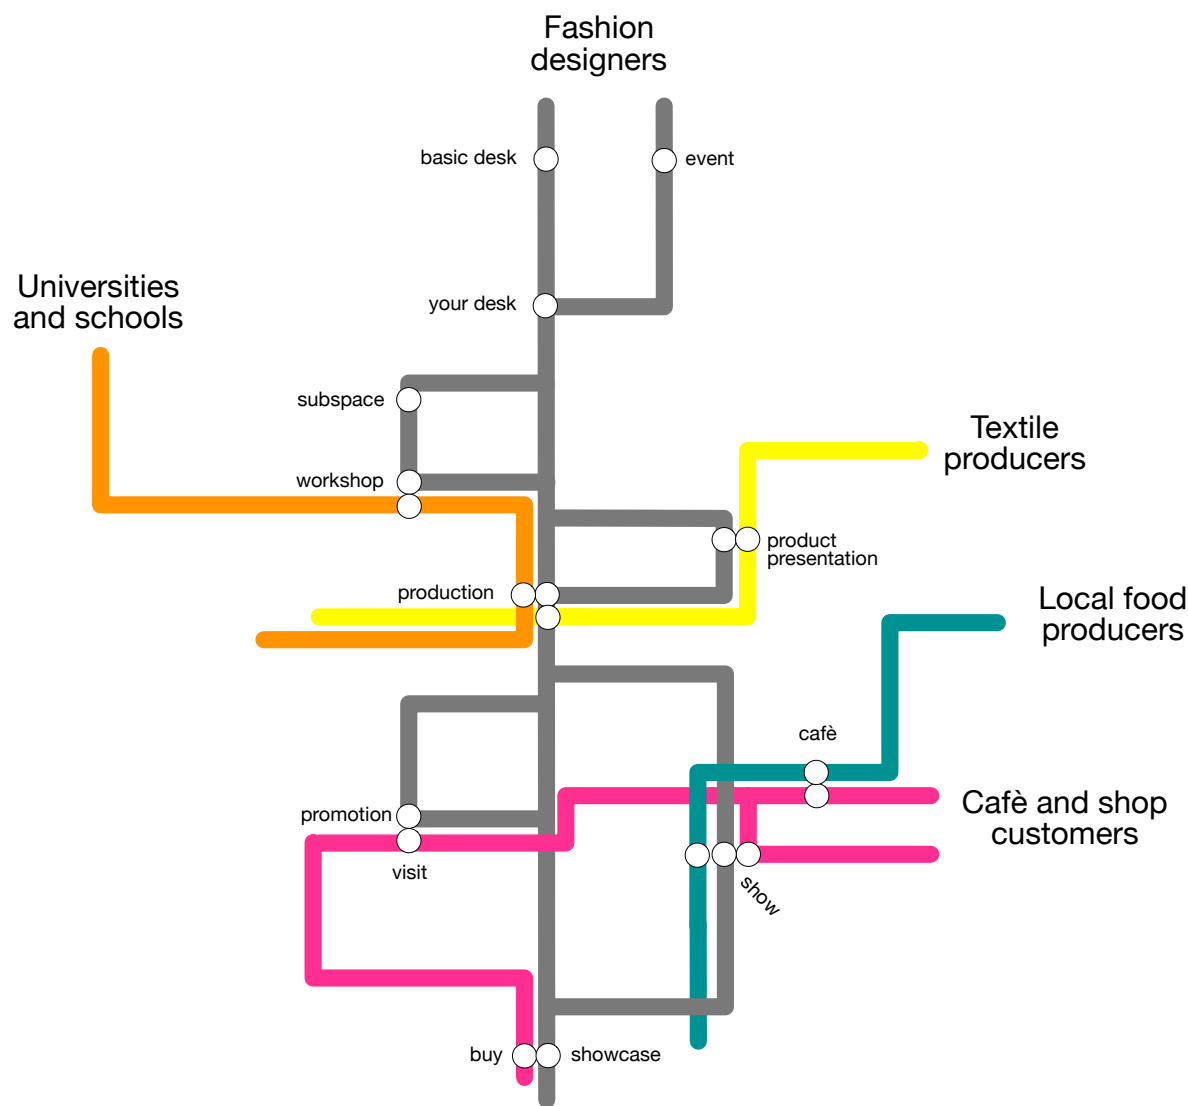 Fashion
designers
basic desk
event
Universities
and schools
your desk
subspace
Textile
producers
workshop
product
presentation
production
Local food
producers
cafè
promotion
Cafè and shop
customers
visit
show
buy
showcase